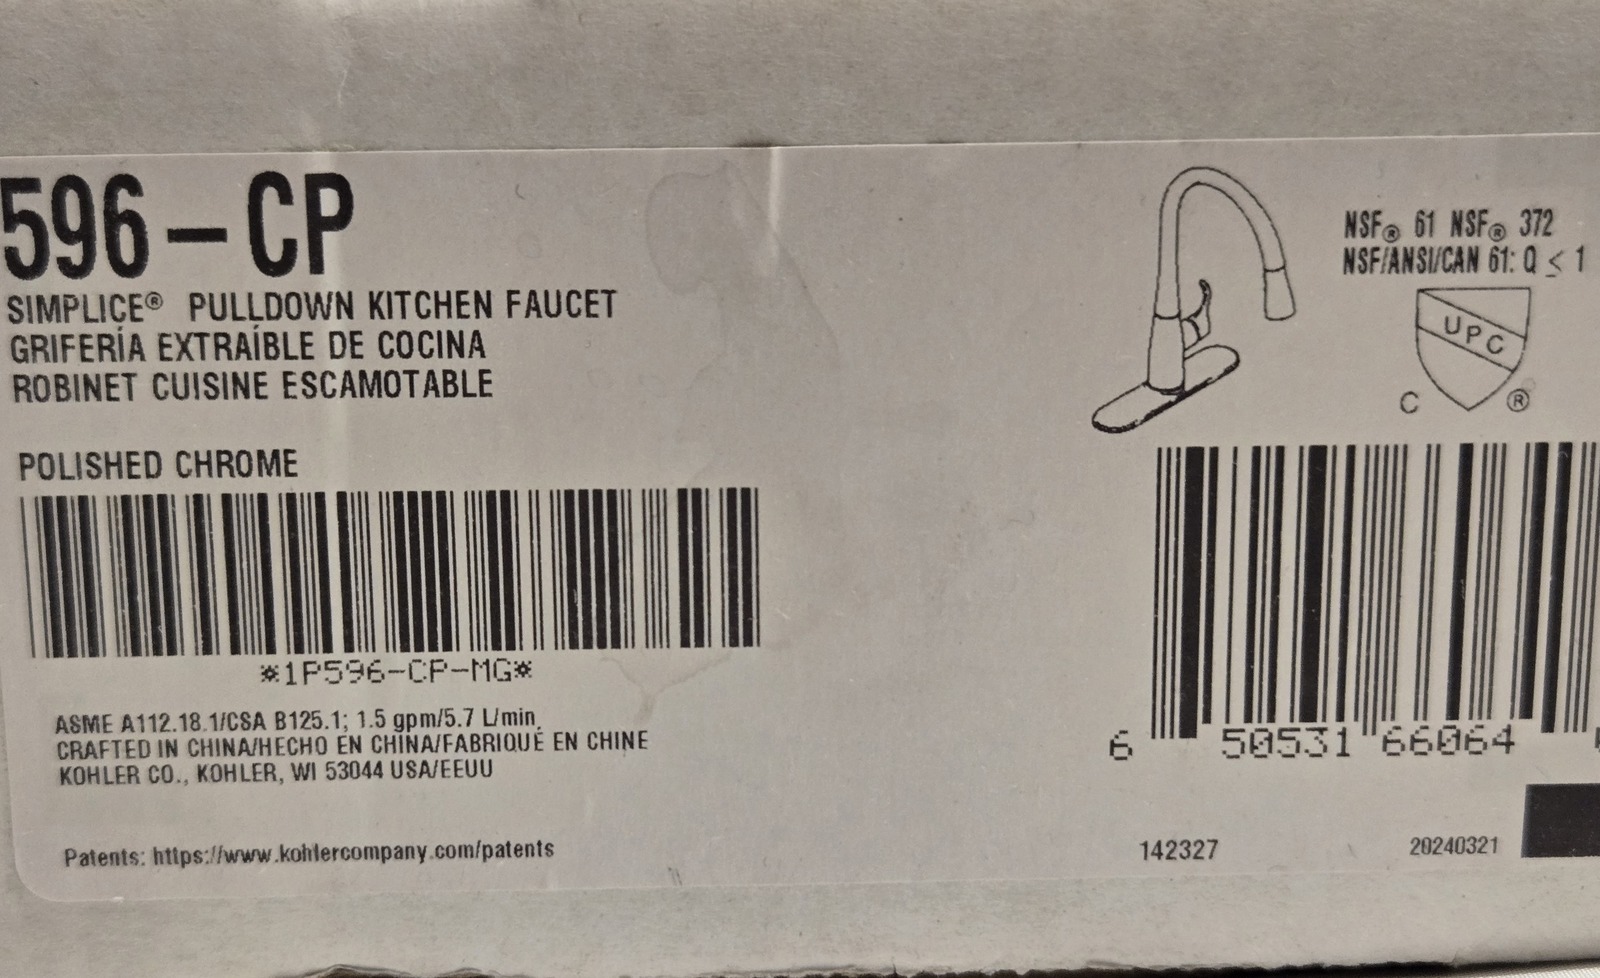 596-CP
SIMPLICE® PULLDOWN KITCHEN FAUCET
GRIFERÍA EXTRAÍBLE DE COCINA
ROBINET CUISINE ESCAMOTABLE
POLISHED CHROME
*1P596-CP-MG*
ASME A112.18.1/CSA B125.1; 1.5 gpm/5.7 L/min
CRAFTED IN CHINA/HECHO EN CHINA/FABRIQUÉ EN CHINE
KOHLER CO., KOHLER, WI 53044 USA/EEUU
Patents: https://www.kohlercompany.com/patents
NSF® 61 NSF® 372
NSF/ANSI/CAN 61: Q ≤ 1
UPC
C ®
6 50531 66064
142327
20240321